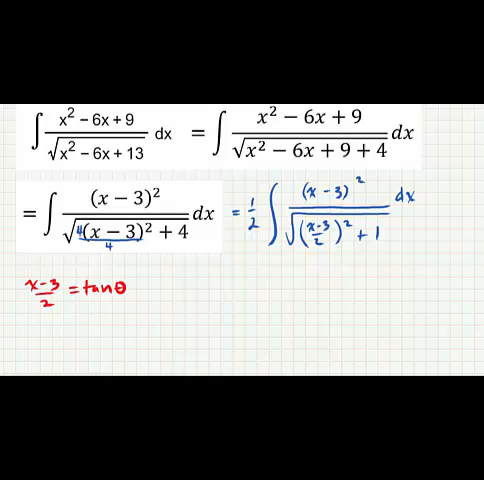 ∫ x² − 6x + 9 / √(x² − 6x + 13) dx = ∫ x² − 6x + 9 / √(x² − 6x + 9 + 4) dx
= ∫ (x − 3)² / √(4(x − 3)²/4 + 4) dx = 1/2 ∫ (x − 3)² / √(((x−3)/2)² + 1) dx
(x−3)/2 = tanθ